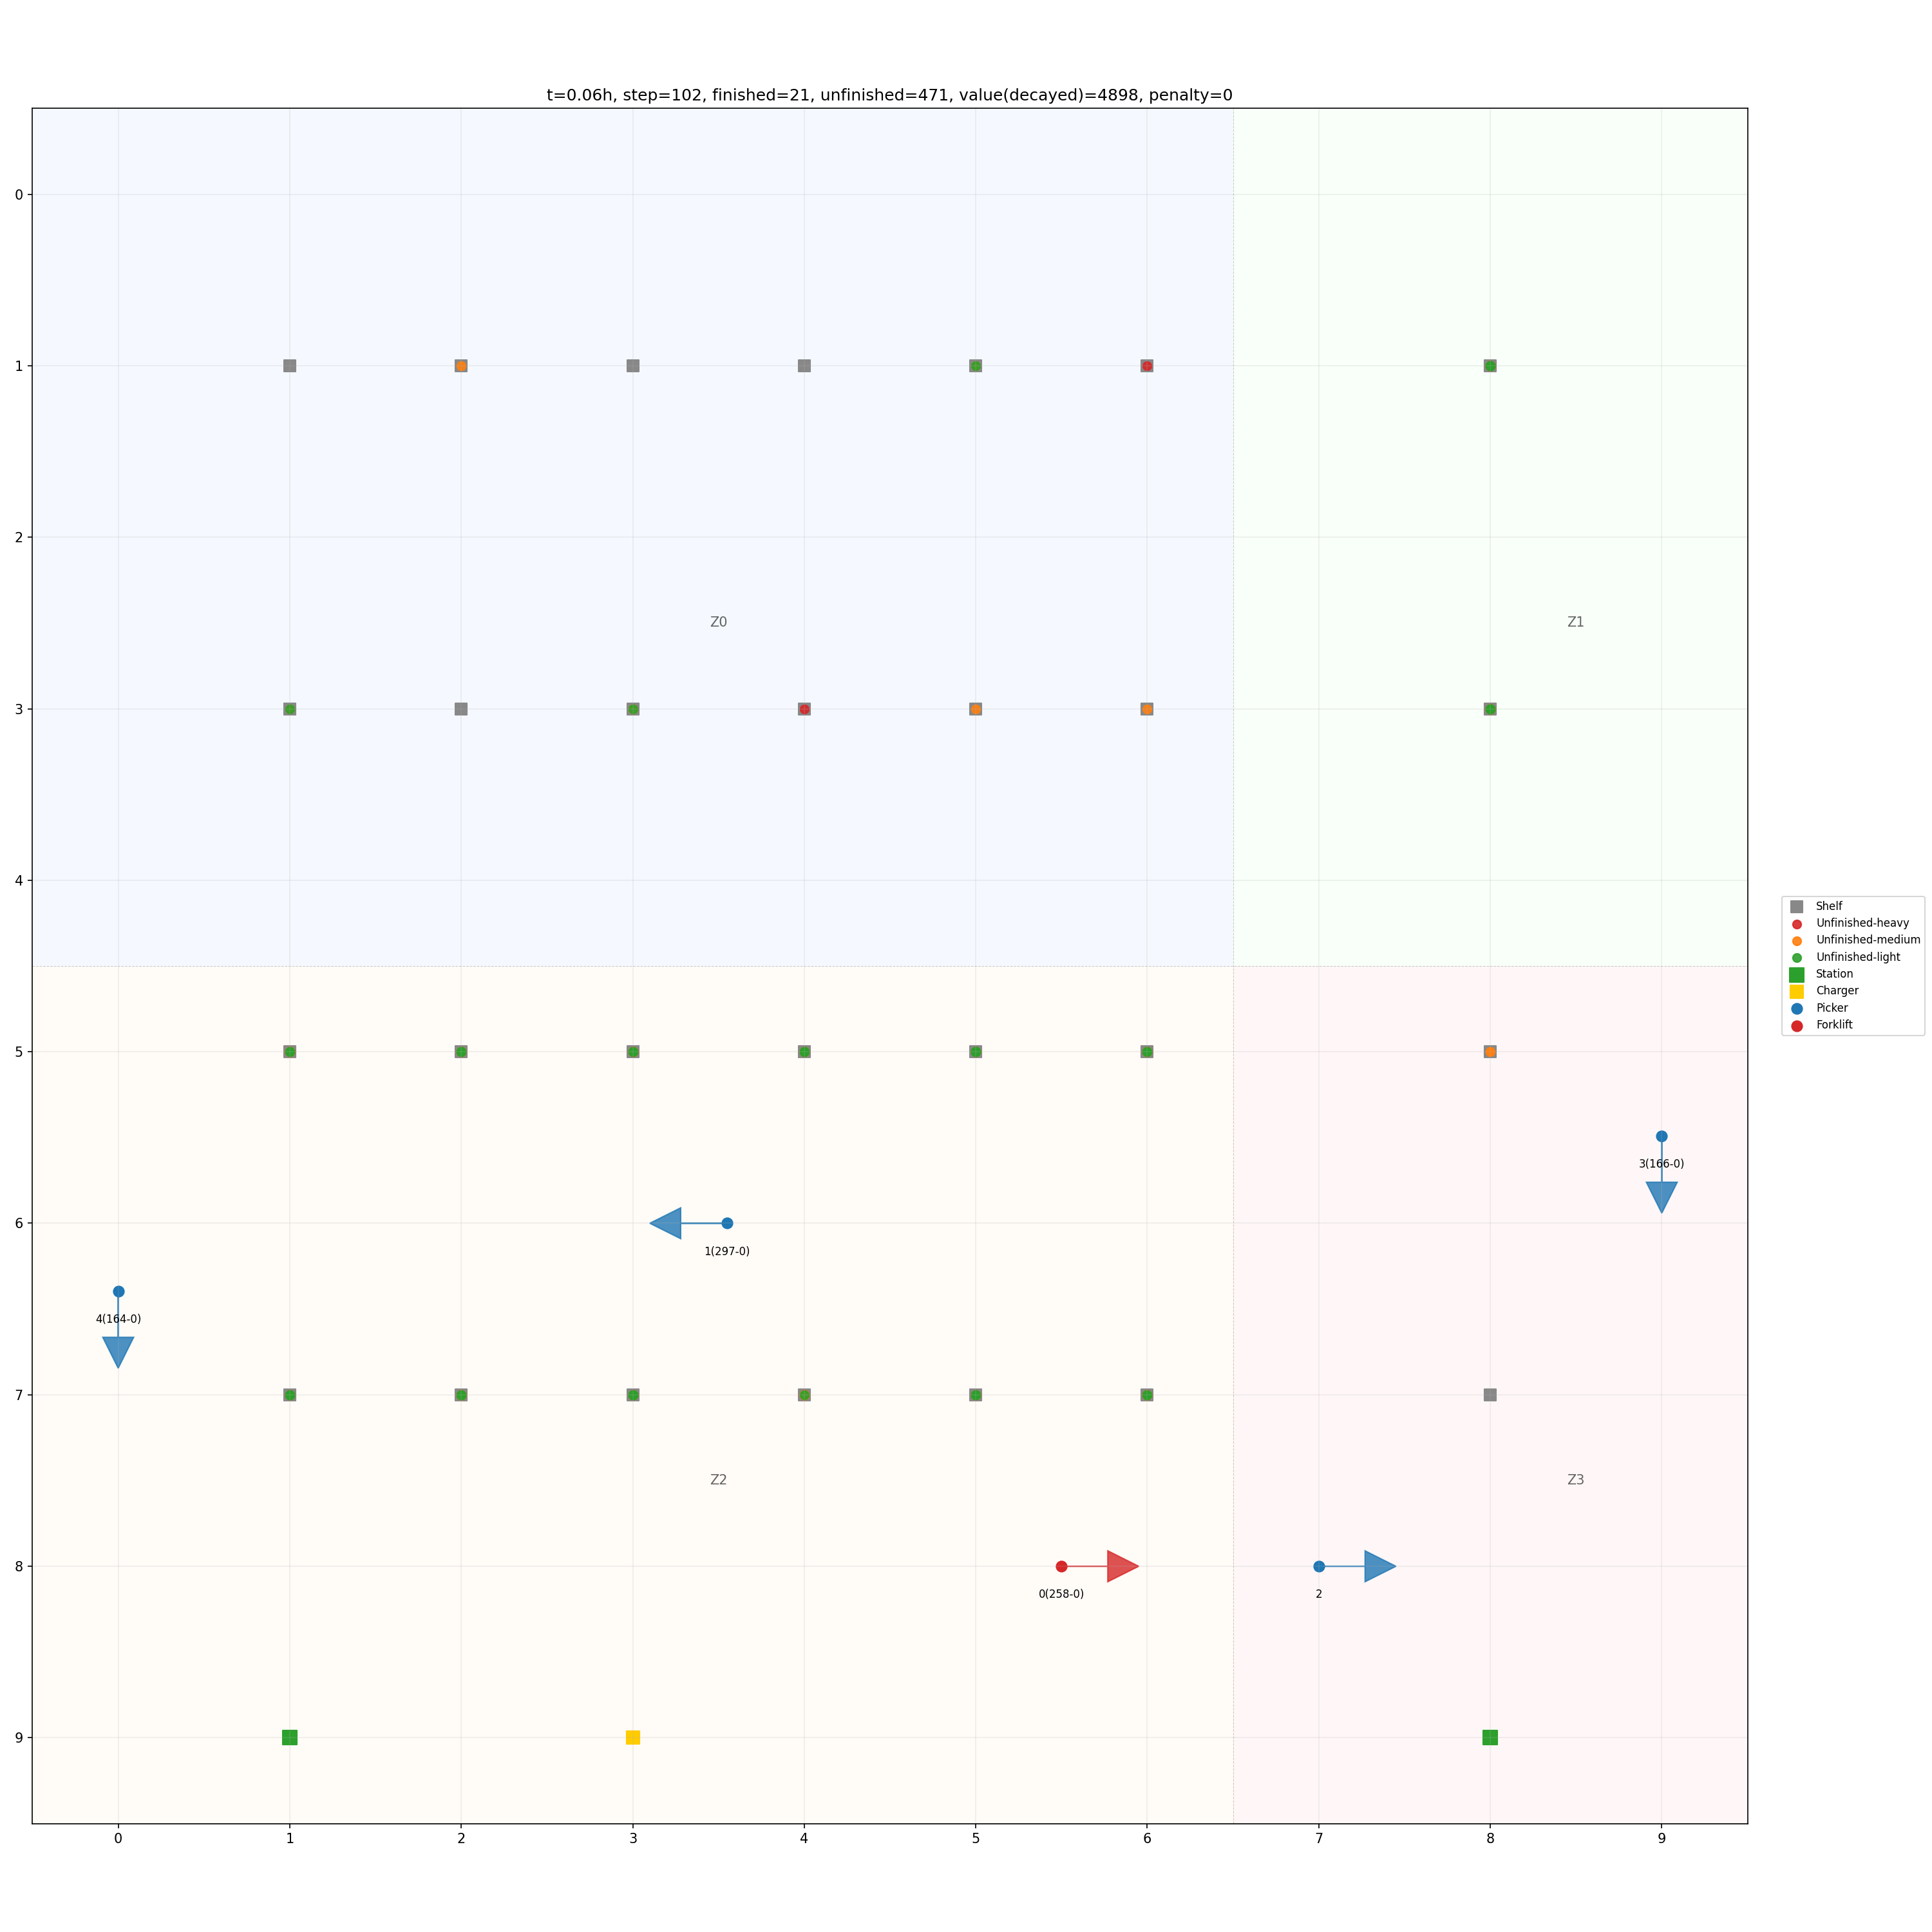 t=0.06h, step=102, finished=21, unfinished=471, value(decayed)=4898, penalty=0
0
1
2
Z0
Z1
3
4
Shelf
Unfinished-heavy
Unfinished-medium
Unfinished-light
Station
Charger
Picker
Forklift
5
3(166-0)
6
1(297-0)
4(164-0)
7
Z2
Z3
8
0(258-0)
2
9
0 1 2 3 4 5 6 7 8 9